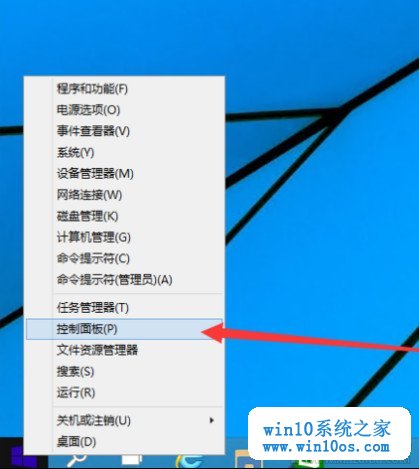 程序和功能(F)
电源选项(O)
事件查看器(V)
系统(Y)
设备管理器(M)
网络连接(W)
磁盘管理(K)
计算机管理(G)
命令提示符(C)
命令提示符(管理员)(A)
任务管理器(T)
控制面板(P)
文件资源管理器
搜索(S)
运行(R)
关机或注销(U)
桌面(D)
win10系统之家
www.win10os.com